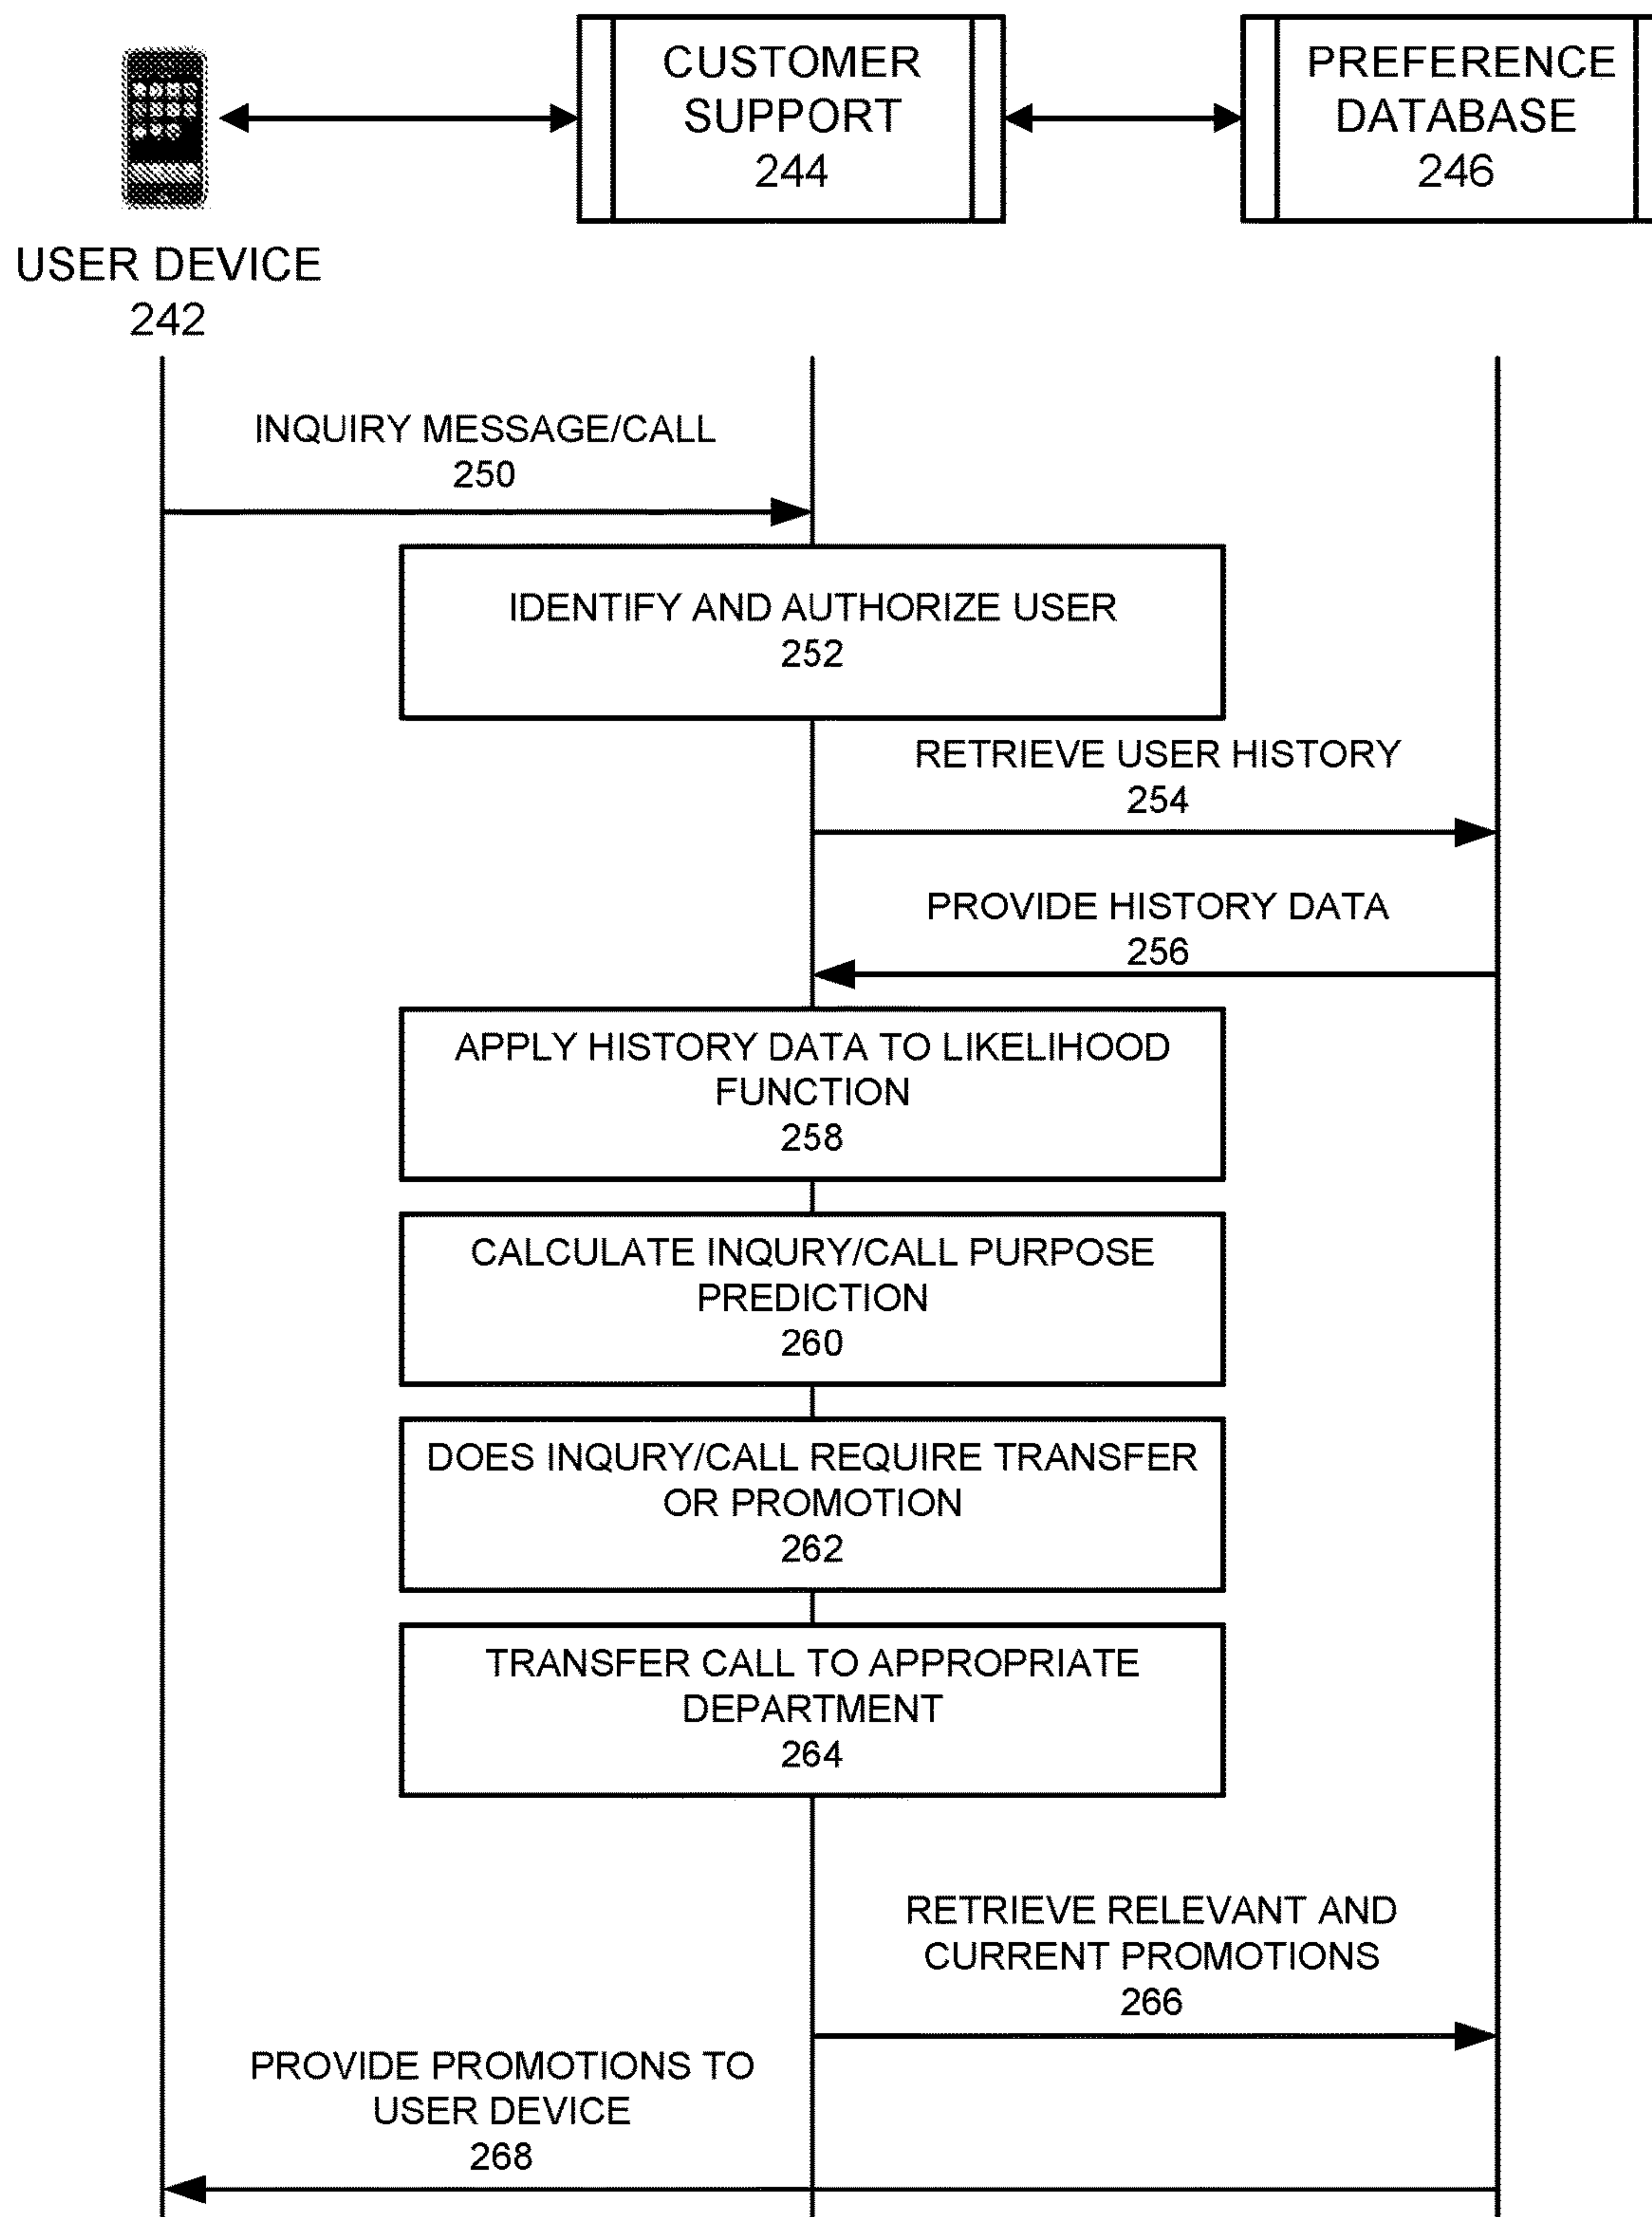 CUSTOMER
SUPPORT
244
PREFERENCE
DATABASE
246
USER DEVICE
242
INQUIRY MESSAGE/CALL
250
IDENTIFY AND AUTHORIZE USER
252
RETRIEVE USER HISTORY
254
PROVIDE HISTORY DATA
256
APPLY HISTORY DATA TO LIKELIHOOD
FUNCTION
258
CALCULATE INQURY/CALL PURPOSE
PREDICTION
260
DOES INQURY/CALL REQUIRE TRANSFER
OR PROMOTION
262
TRANSFER CALL TO APPROPRIATE
DEPARTMENT
264
RETRIEVE RELEVANT AND
CURRENT PROMOTIONS
266
PROVIDE PROMOTIONS TO
USER DEVICE
268